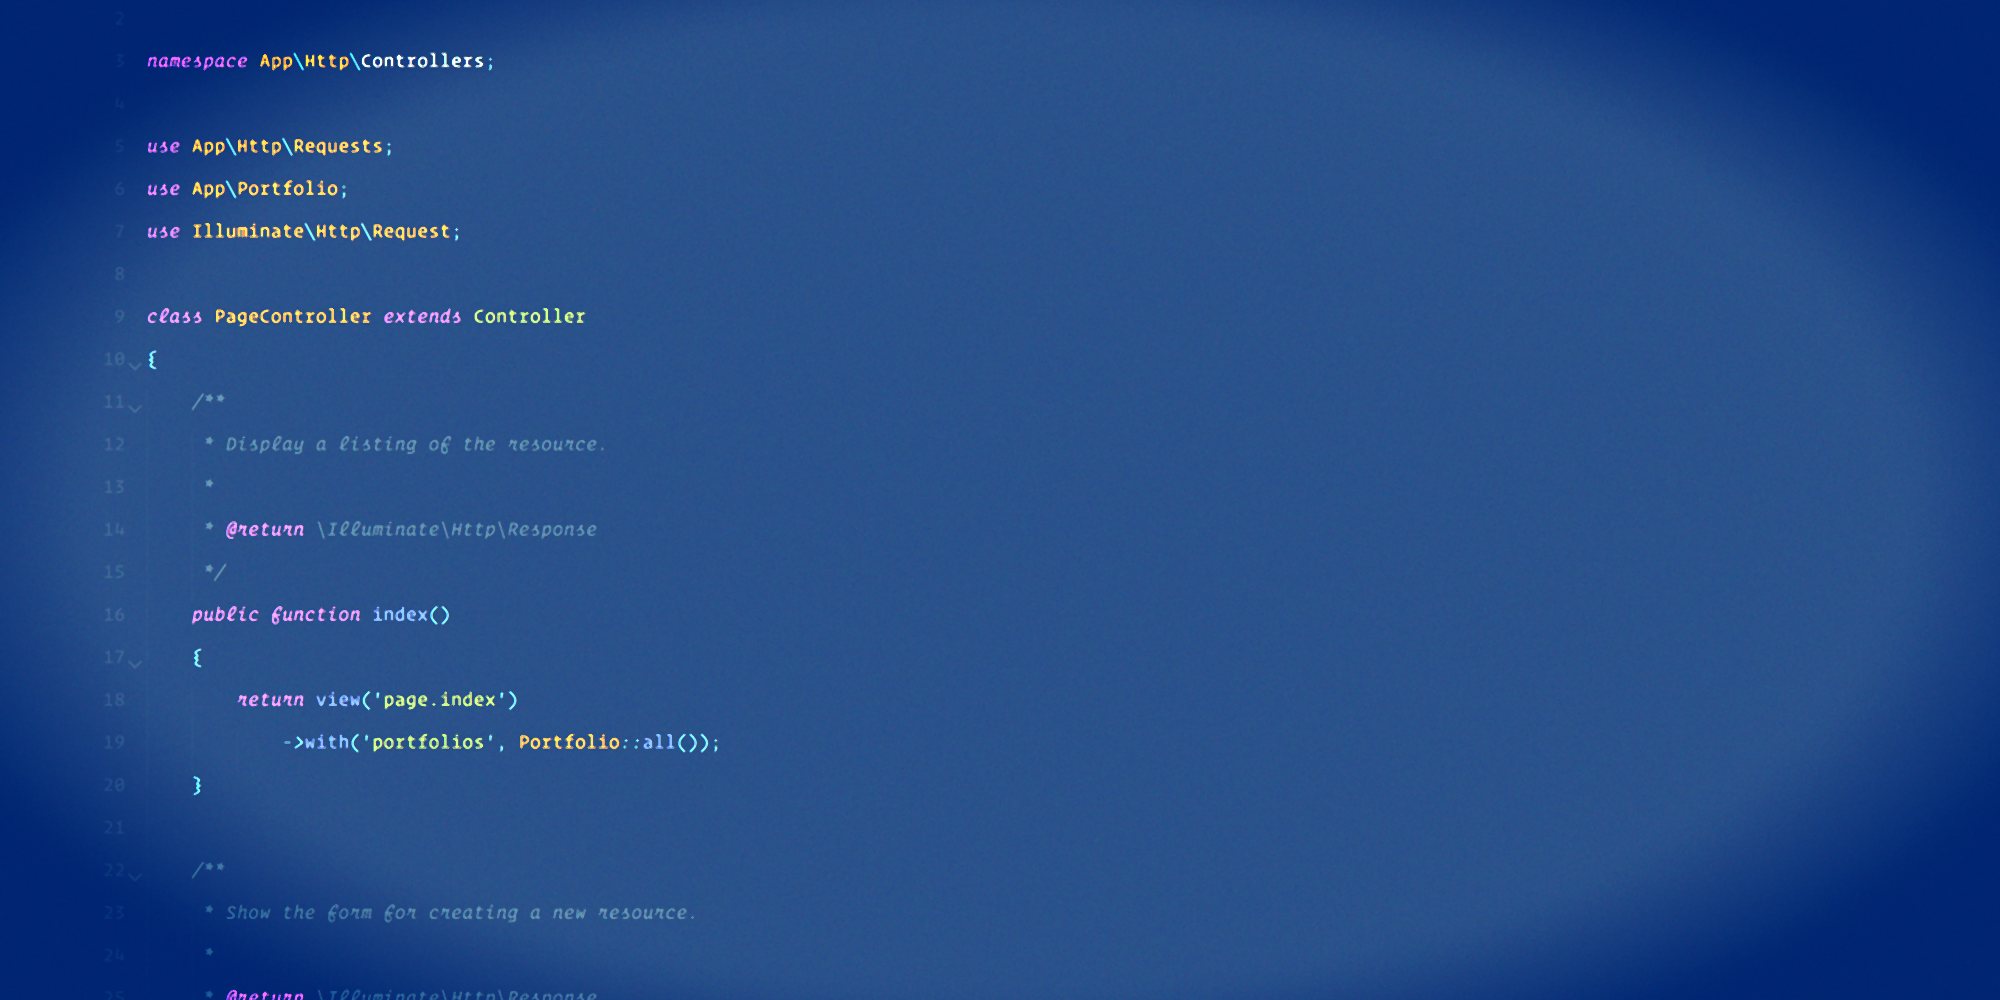 2
3 namespace App\Http\Controllers;
4
5 use App\Http\Requests;
6 use App\Portfolio;
7 use Illuminate\Http\Request;
8
9 class PageController extends Controller
10 {
11 /**
12 * Display a listing of the resource.
13 *
14 * @return \Illuminate\Http\Response
15 */
16 public function index()
17 {
18 return view('page.index')
19 ->with('portfolios', Portfolio::all());
20 }
21
22 /**
23 * Show the form for creating a new resource.
24 *
25 * @return \Illuminate\Http\Response